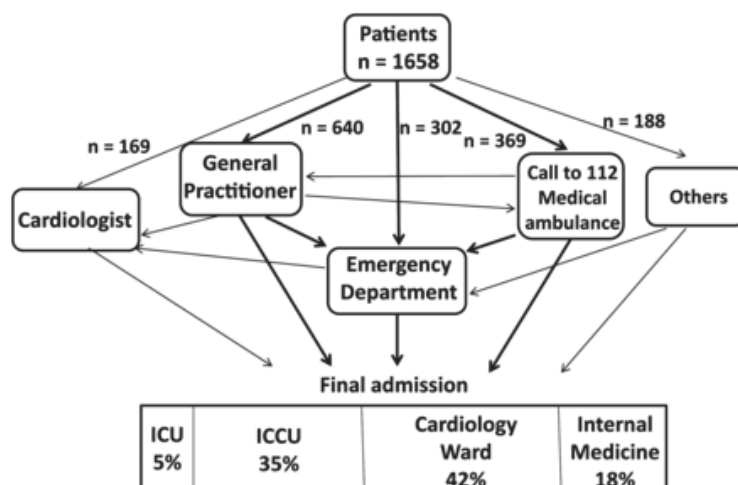 Patients
n = 1658
n = 169
n = 640
n = 302
n = 369
n = 188
General
Practitioner
Call to 112
Medical
ambulance
Others
Cardiologist
Emergency
Department
Final admission
ICU
5%
ICCU
35%
Cardiology
Ward
42%
Internal
Medicine
18%